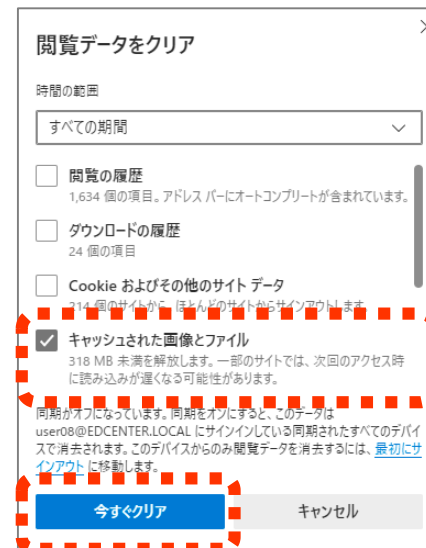 閲覧データをクリア
時間の範囲
すべての期間
閲覧の履歴
1,634 個の項目。アドレス バーにオートコンプリートが含まれています。
ダウンロードの履歴
24 個の項目
Cookie およびその他のサイト データ
214 個のサイトから。ほとんどのサイトからサインアウトします。
キャッシュされた画像とファイル
318 MB 未満を解放します。一部のサイトでは、次回のアクセス時
に読み込みが遅くなる可能性があります。
同期がオフになっています。同期をオンにすると、このデータは
user08@EDCENTER.LOCAL にサインインしている同期されたすべてのデバイ
スで消去されます。このデバイスからのみ閲覧データを消去するには、最初にサ
インアウト に移動します。
今すぐクリア
キャンセル